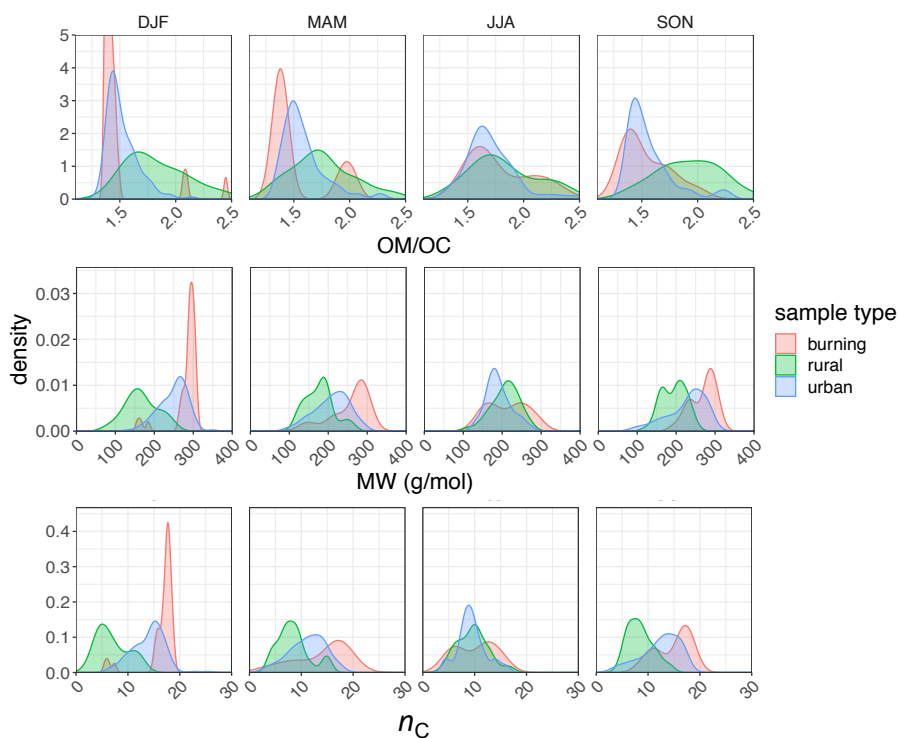 DJF MAM JJA SON
5
4
3
2
1
0
1.5 2.0 2.5 1.5 2.0 2.5 1.5 2.0 2.5 1.5 2.0 2.5
OM/OC
0.03
0.02
0.01
0.00
0 100 200 300 400 0 100 200 300 400 0 100 200 300 400 0 100 200 300 400
MW (g/mol)
density
sample type
burning
rural
urban
0.4
0.3
0.2
0.1
0.0
0 10 20 30 0 10 20 30 0 10 20 30 0 10 20 30
nC